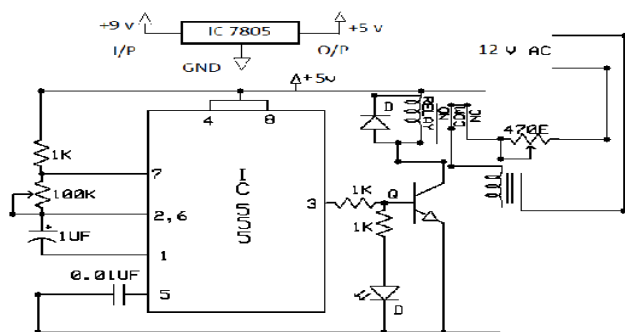 +9 v
IC 7805
+5 v
I/P
O/P
GND
12 V AC
+5v
4
8
D
RELAY
NO
COM
NC
470E
1K
7
IC 555
100K
2,6
3
1K
Q
1K
+
1UF
1
0.01UF
5
D